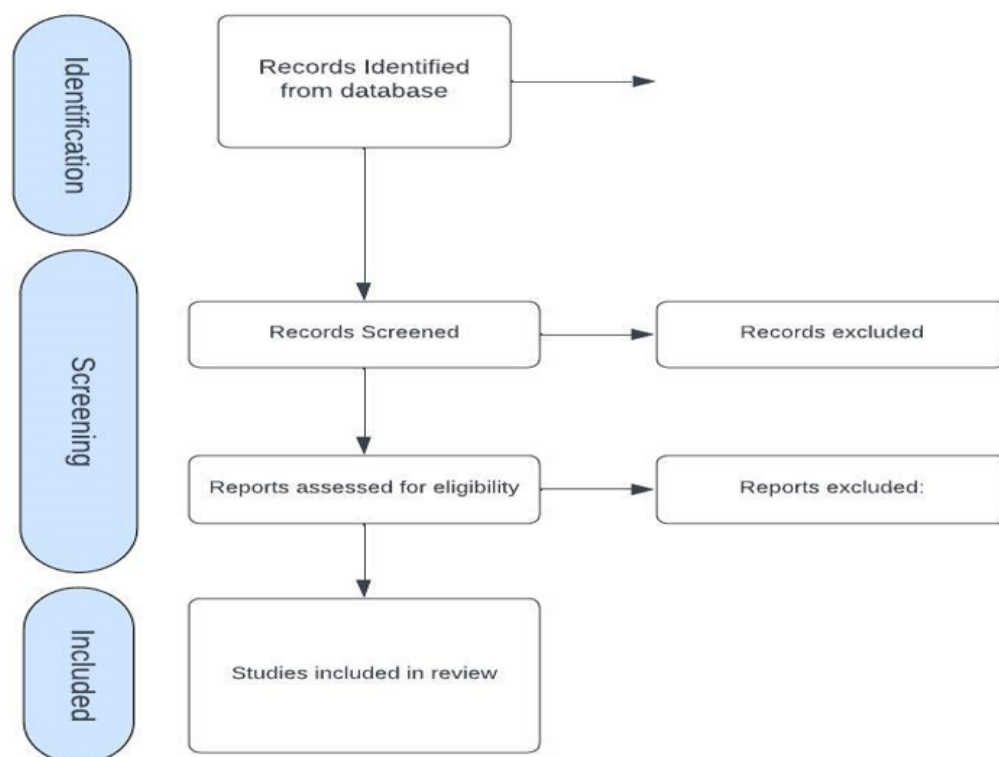 Identification
Records Identified
from database
Screening
Records Screened
Records excluded
Reports assessed for eligibility
Reports excluded:
Included
Studies included in review